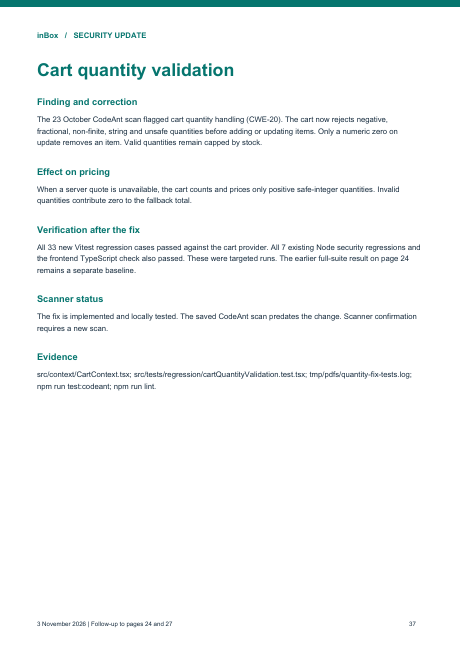 inBox / SECURITY UPDATE
Cart quantity validation
Finding and correction
The 23 October CodeAnt scan flagged cart quantity handling (CWE-20). The cart now rejects negative,
fractional, non-finite, string and unsafe quantities before adding or updating items. Only a numeric zero on
update removes an item. Valid quantities remain capped by stock.
Effect on pricing
When a server quote is unavailable, the cart counts and prices only positive safe-integer quantities. Invalid
quantities contribute zero to the fallback total.
Verification after the fix
All 33 new Vitest regression cases passed against the cart provider. All 7 existing Node security regressions and
the frontend TypeScript check also passed. These were targeted runs. The earlier full-suite result on page 24
remains a separate baseline.
Scanner status
The fix is implemented and locally tested. The saved CodeAnt scan predates the change. Scanner confirmation
requires a new scan.
Evidence
src/context/CartContext.tsx; src/tests/regression/cartQuantityValidation.test.tsx; tmp/pdfs/quantity-fix-tests.log;
npm run test:codeant; npm run lint.
3 November 2026 | Follow-up to pages 24 and 27
37